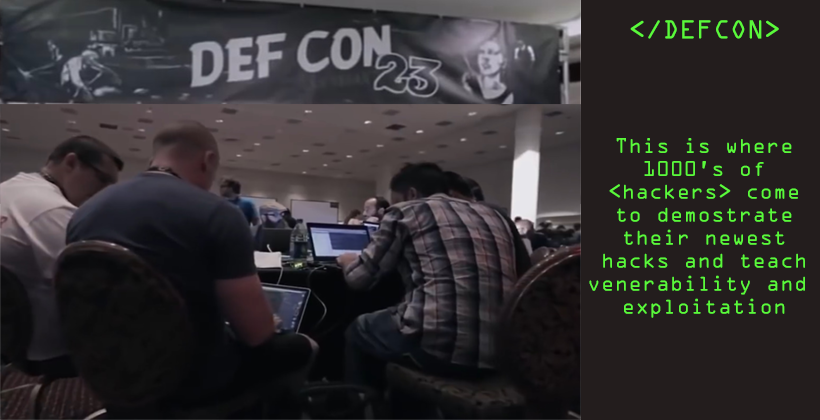 DEF CON 23
</DEFCON>
This is where
1000's of
<hackers> come
to demostrate
their newest
hacks and teach
venerability and
exploitation